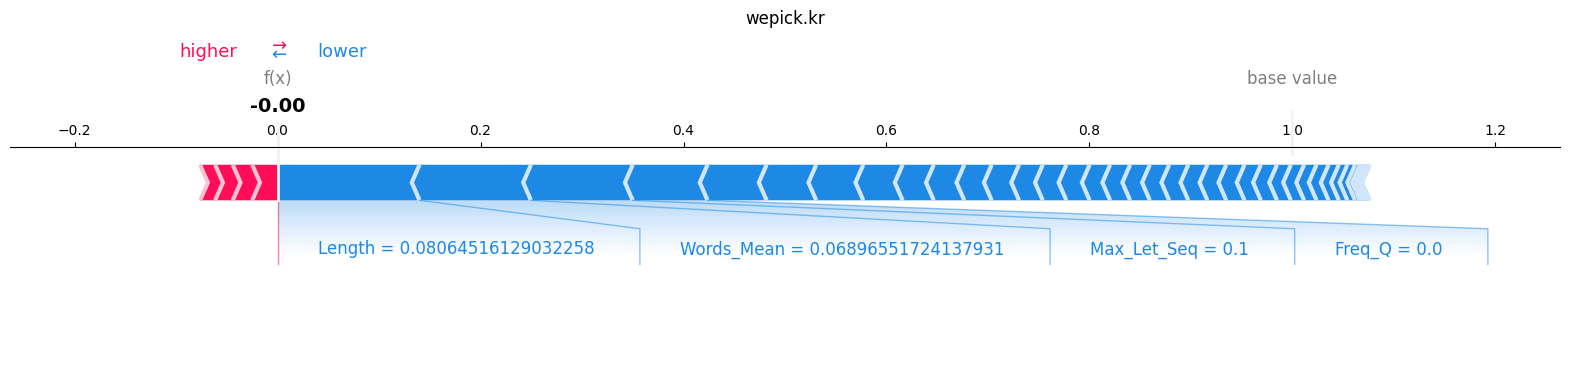 wepick.kr
higher → lower
←
f(x) base value
-0.00
−0.2 0.0 0.2 0.4 0.6 0.8 1.0 1.2
Length = 0.08064516129032258 Words_Mean = 0.06896551724137931 Max_Let_Seq = 0.1 Freq_Q = 0.0